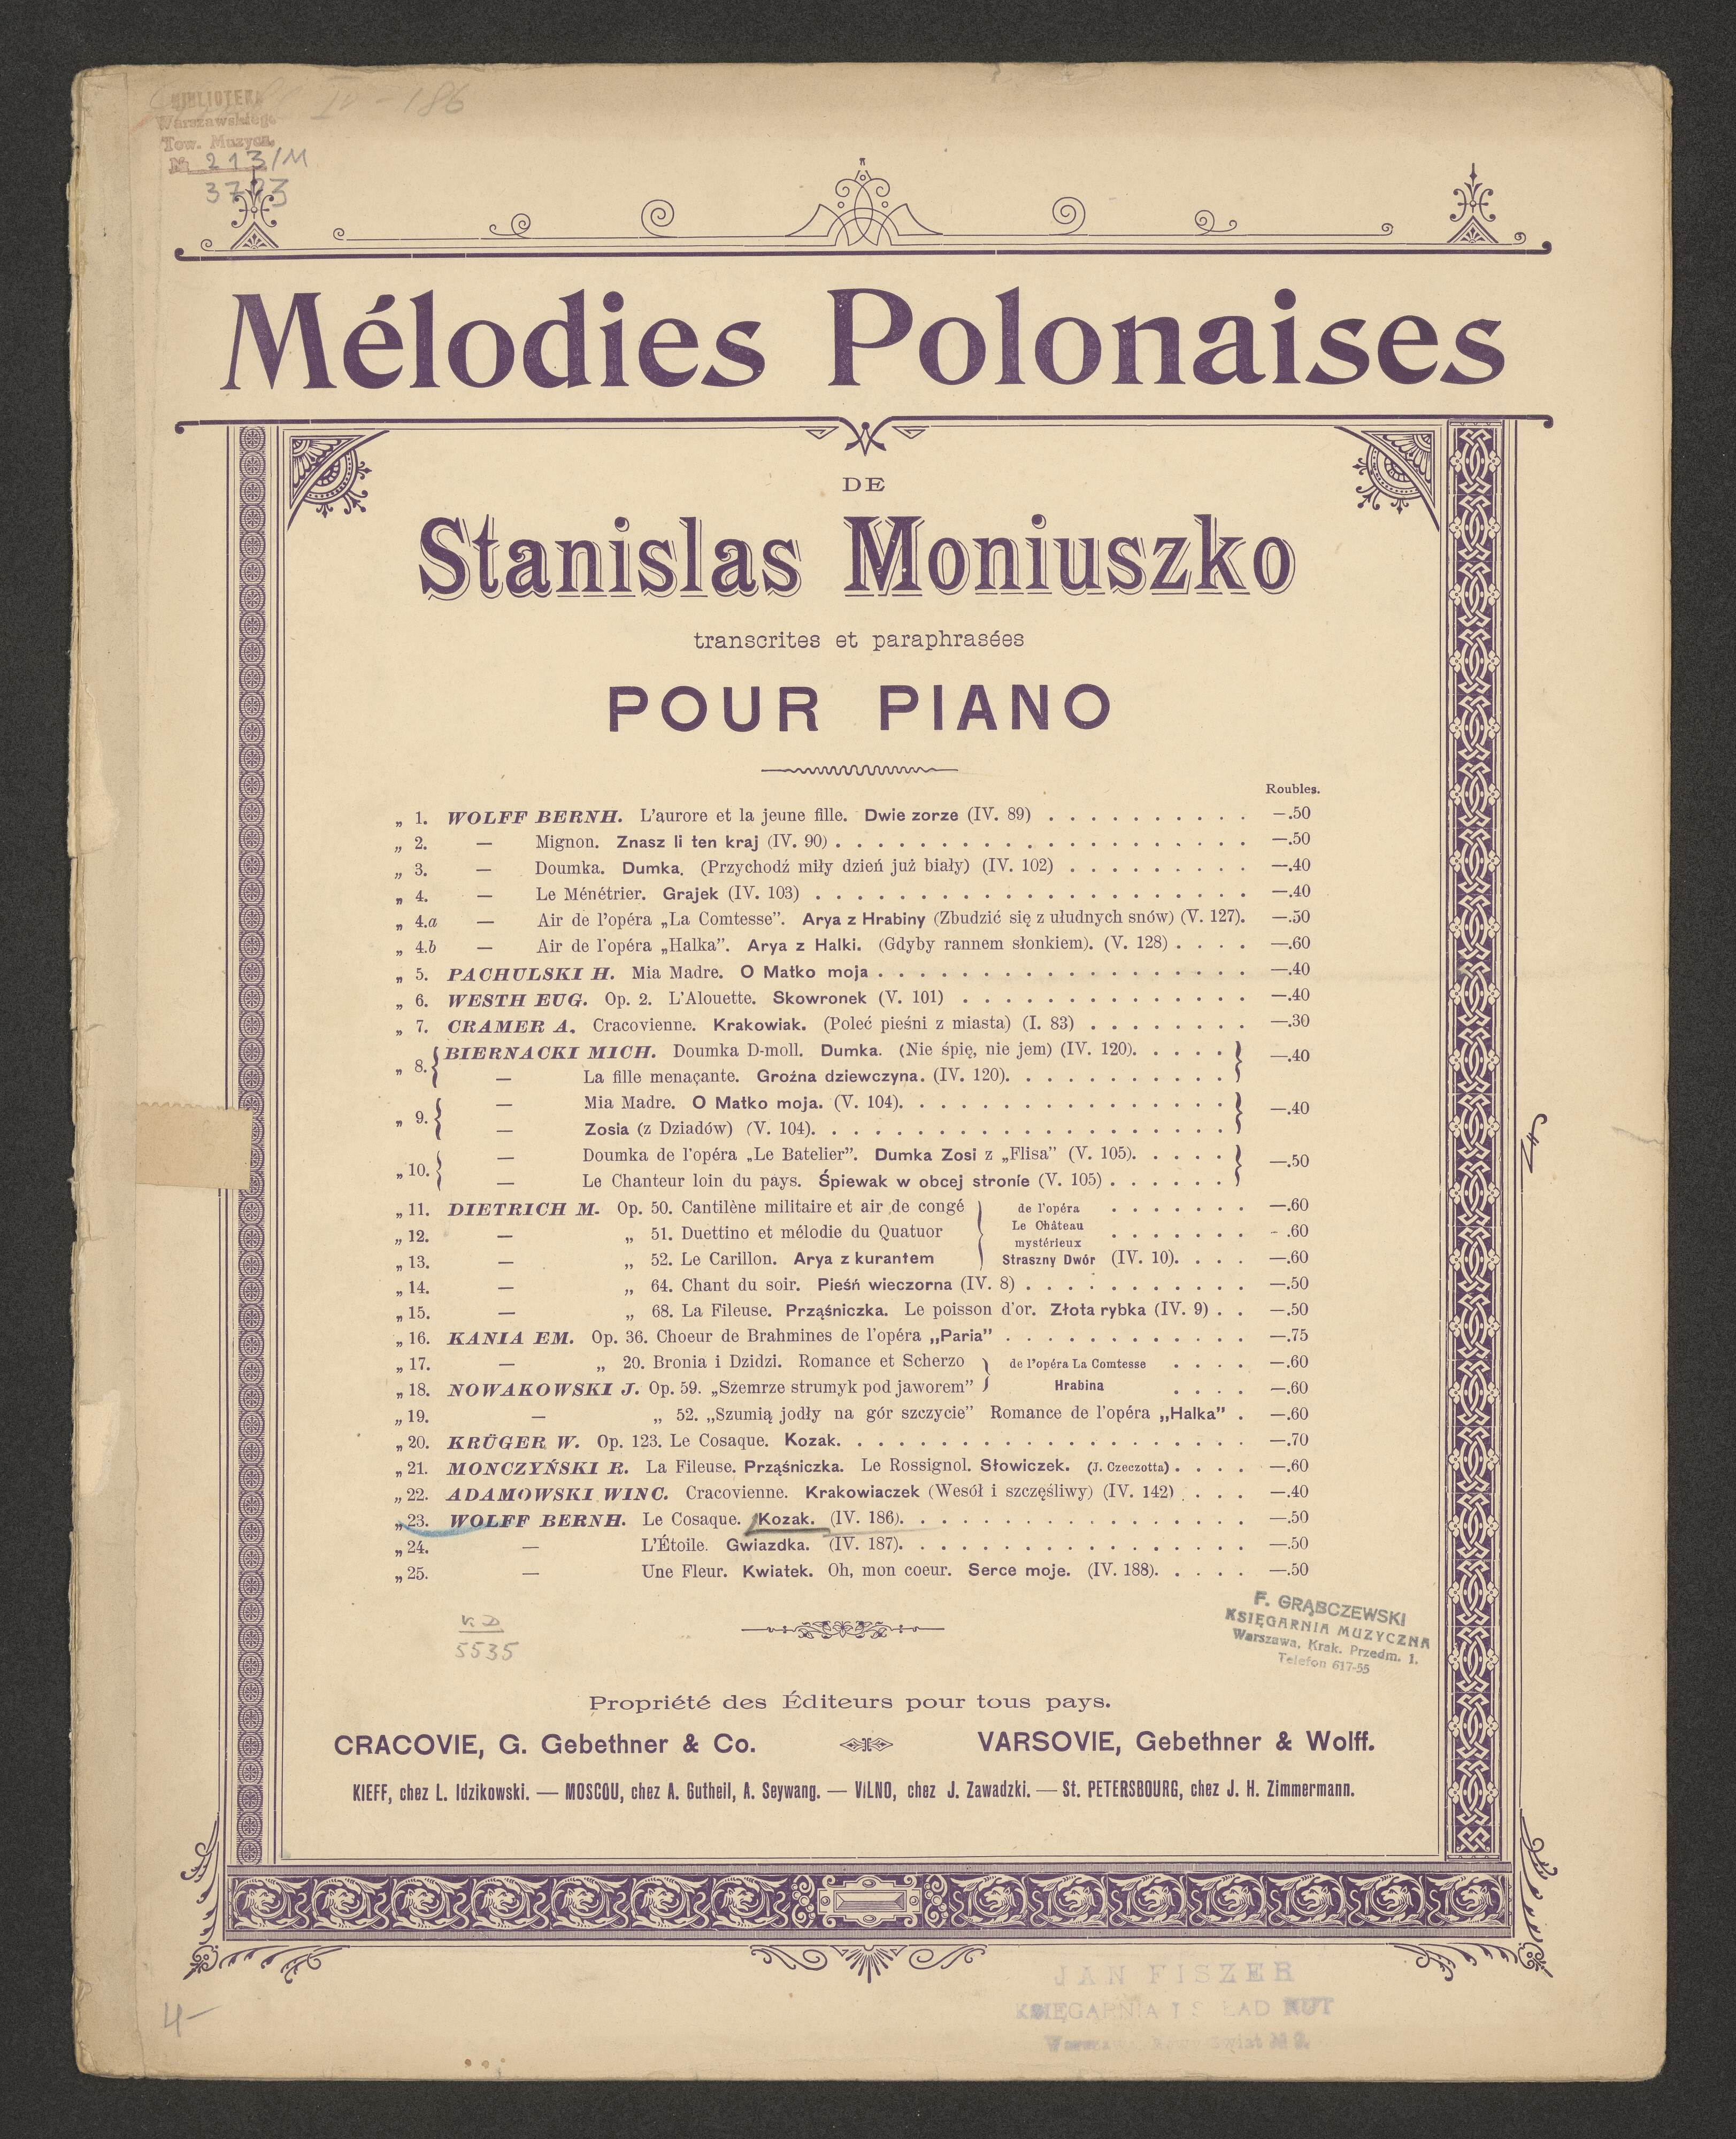 BIBLIOTEKA
IV - 186
Warszawskiego
Tow. Muzycz.
№ 213/M
3723
Mélodies Polonaises
DE
Stanislas Moniuszko
transcrites et paraphrasées
POUR PIANO
Roubles.
„ 1. WOLFF BERNH. L'aurore et la jeune fille. Dwie zorze (IV. 89) . . . . . . . . . . —.50
„ 2. — Mignon. Znasz li ten kraj (IV. 90) . . . . . . . . . . —.50
„ 3. — Doumka. Dumka. (Przychodź miły dzień już biały) (IV. 102) . . . . . . . . . —.40
„ 4. — Le Ménétrier. Grajek (IV. 103) . . . . . . . . . . —.40
„ 4.a — Air de l'opéra „La Comtesse”. Arya z Hrabiny (Zbudzić się z ułudnych snów) (V. 127). —.50
„ 4.b — Air de l'opéra „Halka”. Arya z Halki. (Gdyby rannem słonkiem). (V. 128) . . . . —.60
„ 5. PACHULSKI H. Mia Madre. O Matko moja . . . . . . . . . . —.40
„ 6. WESTH EUG. Op. 2. L'Alouette. Skowronek (V. 101) . . . . . . . . . . —.40
„ 7. CRAMER A. Cracovienne. Krakowiak. (Poleć pieśni z miasta) (I. 83) . . . . . . . . —.30
„ 8. { BIERNACKI MICH. Doumka D-moll. Dumka. (Nie śpię, nie jem) (IV. 120). . . . . } —.40
— La fille menaçante. Groźna dziewczyna. (IV. 120). . . . . . . . . .
„ 9. { — Mia Madre. O Matko moja. (V. 104). . . . . . . . . . } —.40
— Zosia (z Dziadów) (V. 104). . . . . . . . . .
„ 10. { — Doumka de l'opéra „Le Batelier”. Dumka Zosi z „Flisa” (V. 105). . . . . } —.50
— Le Chanteur loin du pays. Śpiewak w obcej stronie (V. 105) . . . . . .
„ 11. DIETRICH M. Op. 50. Cantilène militaire et air de congé } de l'opéra . . . . . . . —.60
„ 12. — „ 51. Duettino et mélodie du Quatuor Le Château mystérieux . . . . . . . —.60
„ 13. — „ 52. Le Carillon. Arya z kurantem Straszny Dwór (IV. 10). . . . —.60
„ 14. — „ 64. Chant du soir. Pieśń wieczorna (IV. 8) . . . . . . . . . . —.50
„ 15. — „ 68. La Fileuse. Prząśniczka. Le poisson d'or. Złota rybka (IV. 9) . . —.50
„ 16. KANIA EM. Op. 36. Choeur de Brahmines de l'opéra „Paria” . . . . . . . . . . —.75
„ 17. — „ 20. Bronia i Dzidzi. Romance et Scherzo } de l'opéra La Comtesse . . . . —.60
„ 18. NOWAKOWSKI J. Op. 59. „Szemrze strumyk pod jaworem” } Hrabina . . . . —.60
„ 19. — „ 52. „Szumią jodły na gór szczycie” Romance de l'opéra „Halka” . —.60
„ 20. KRÜGER W. Op. 123. Le Cosaque. Kozak. . . . . . . . . . . —.70
„ 21. MONCZYŃSKI R. La Fileuse. Prząśniczka. Le Rossignol. Słowiczek. (J. Czeczotta) . . . . —.60
„ 22. ADAMOWSKI WINC. Cracovienne. Krakowiaczek (Wesół i szczęśliwy) (IV. 142) . . . . —.40
„ 23. WOLFF BERNH. Le Cosaque. Kozak. (IV. 186). . . . . . . . . . —.50
„ 24. — L'Étoile. Gwiazdka. (IV. 187). . . . . . . . . . —.50
„ 25. — Une Fleur. Kwiatek. Oh, mon coeur. Serce moje. (IV. 188). . . . . —.50
F. GRĄBCZEWSKI
KSIĘGARNIA MUZYCZNA
Warszawa, Krak. Przedm. 1.
Telefon 617-55
V. D
5535
Propriété des Éditeurs pour tous pays.
CRACOVIE, G. Gebethner & Co. VARSOVIE, Gebethner & Wolff.
KIEFF, chez L. Idzikowski. — MOSCOU, chez A. Gutheil, A. Seywang. — VILNO, chez J. Zawadzki. — St. PETERSBOURG, chez J. H. Zimmermann.
JAN FISZER
KSIĘGARNIA I SKŁAD NUT
Warszawa, Nowy Świat
4-